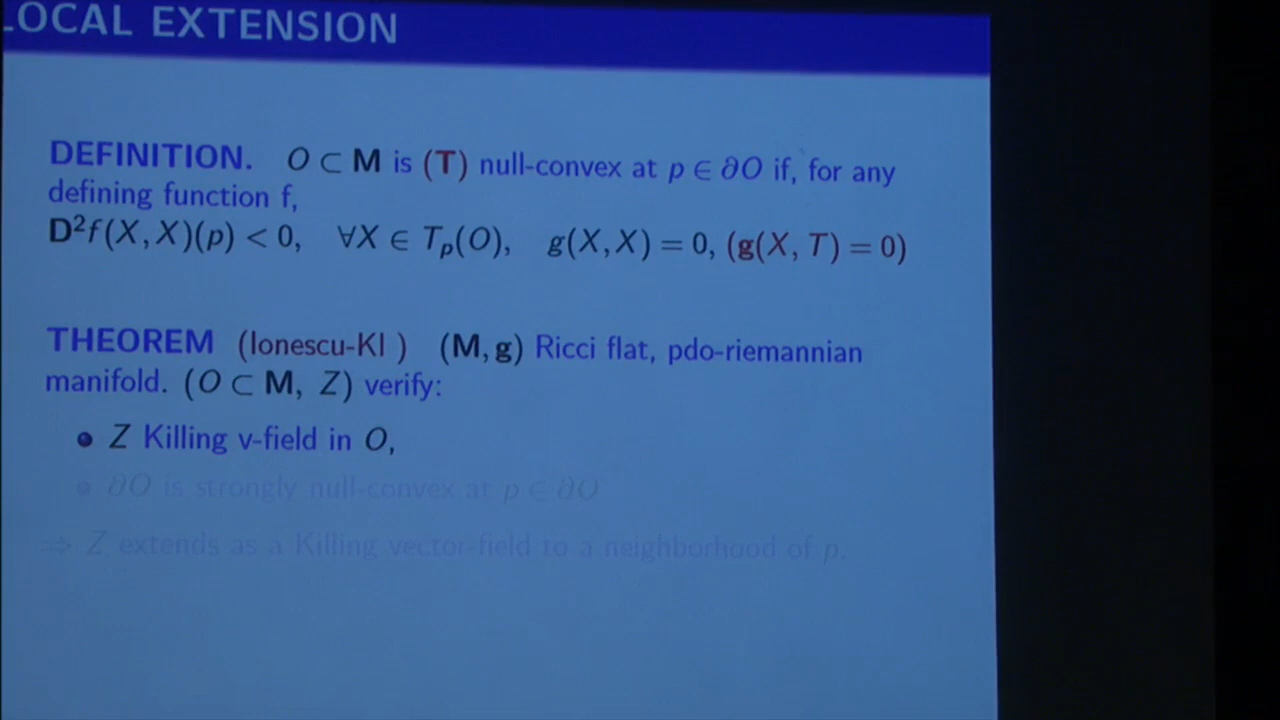 LOCAL EXTENSION
DEFINITION. O ⊂ M is (T) null-convex at p ∈ ∂O if, for any
defining function f,
D²f(X, X)(p) < 0, ∀X ∈ Tₚ(O), g(X, X) = 0, (g(X, T) = 0)
THEOREM (Ionescu-Kl ) (M, g) Ricci flat, pdo-riemannian
manifold. (O ⊂ M, Z) verify:
• Z Killing v-field in O,
• ∂O is strongly null-convex at p ∈ ∂O
⇒ Z extends as a Killing vector-field to a neighborhood of p.